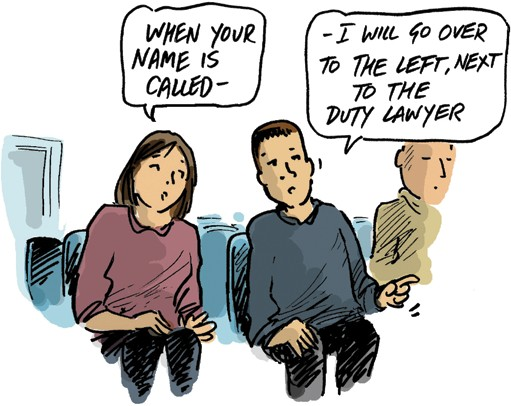 WHEN YOUR
NAME IS
CALLED-
-I WILL GO OVER
TO THE LEFT, NEXT
TO THE
DUTY LAWYER